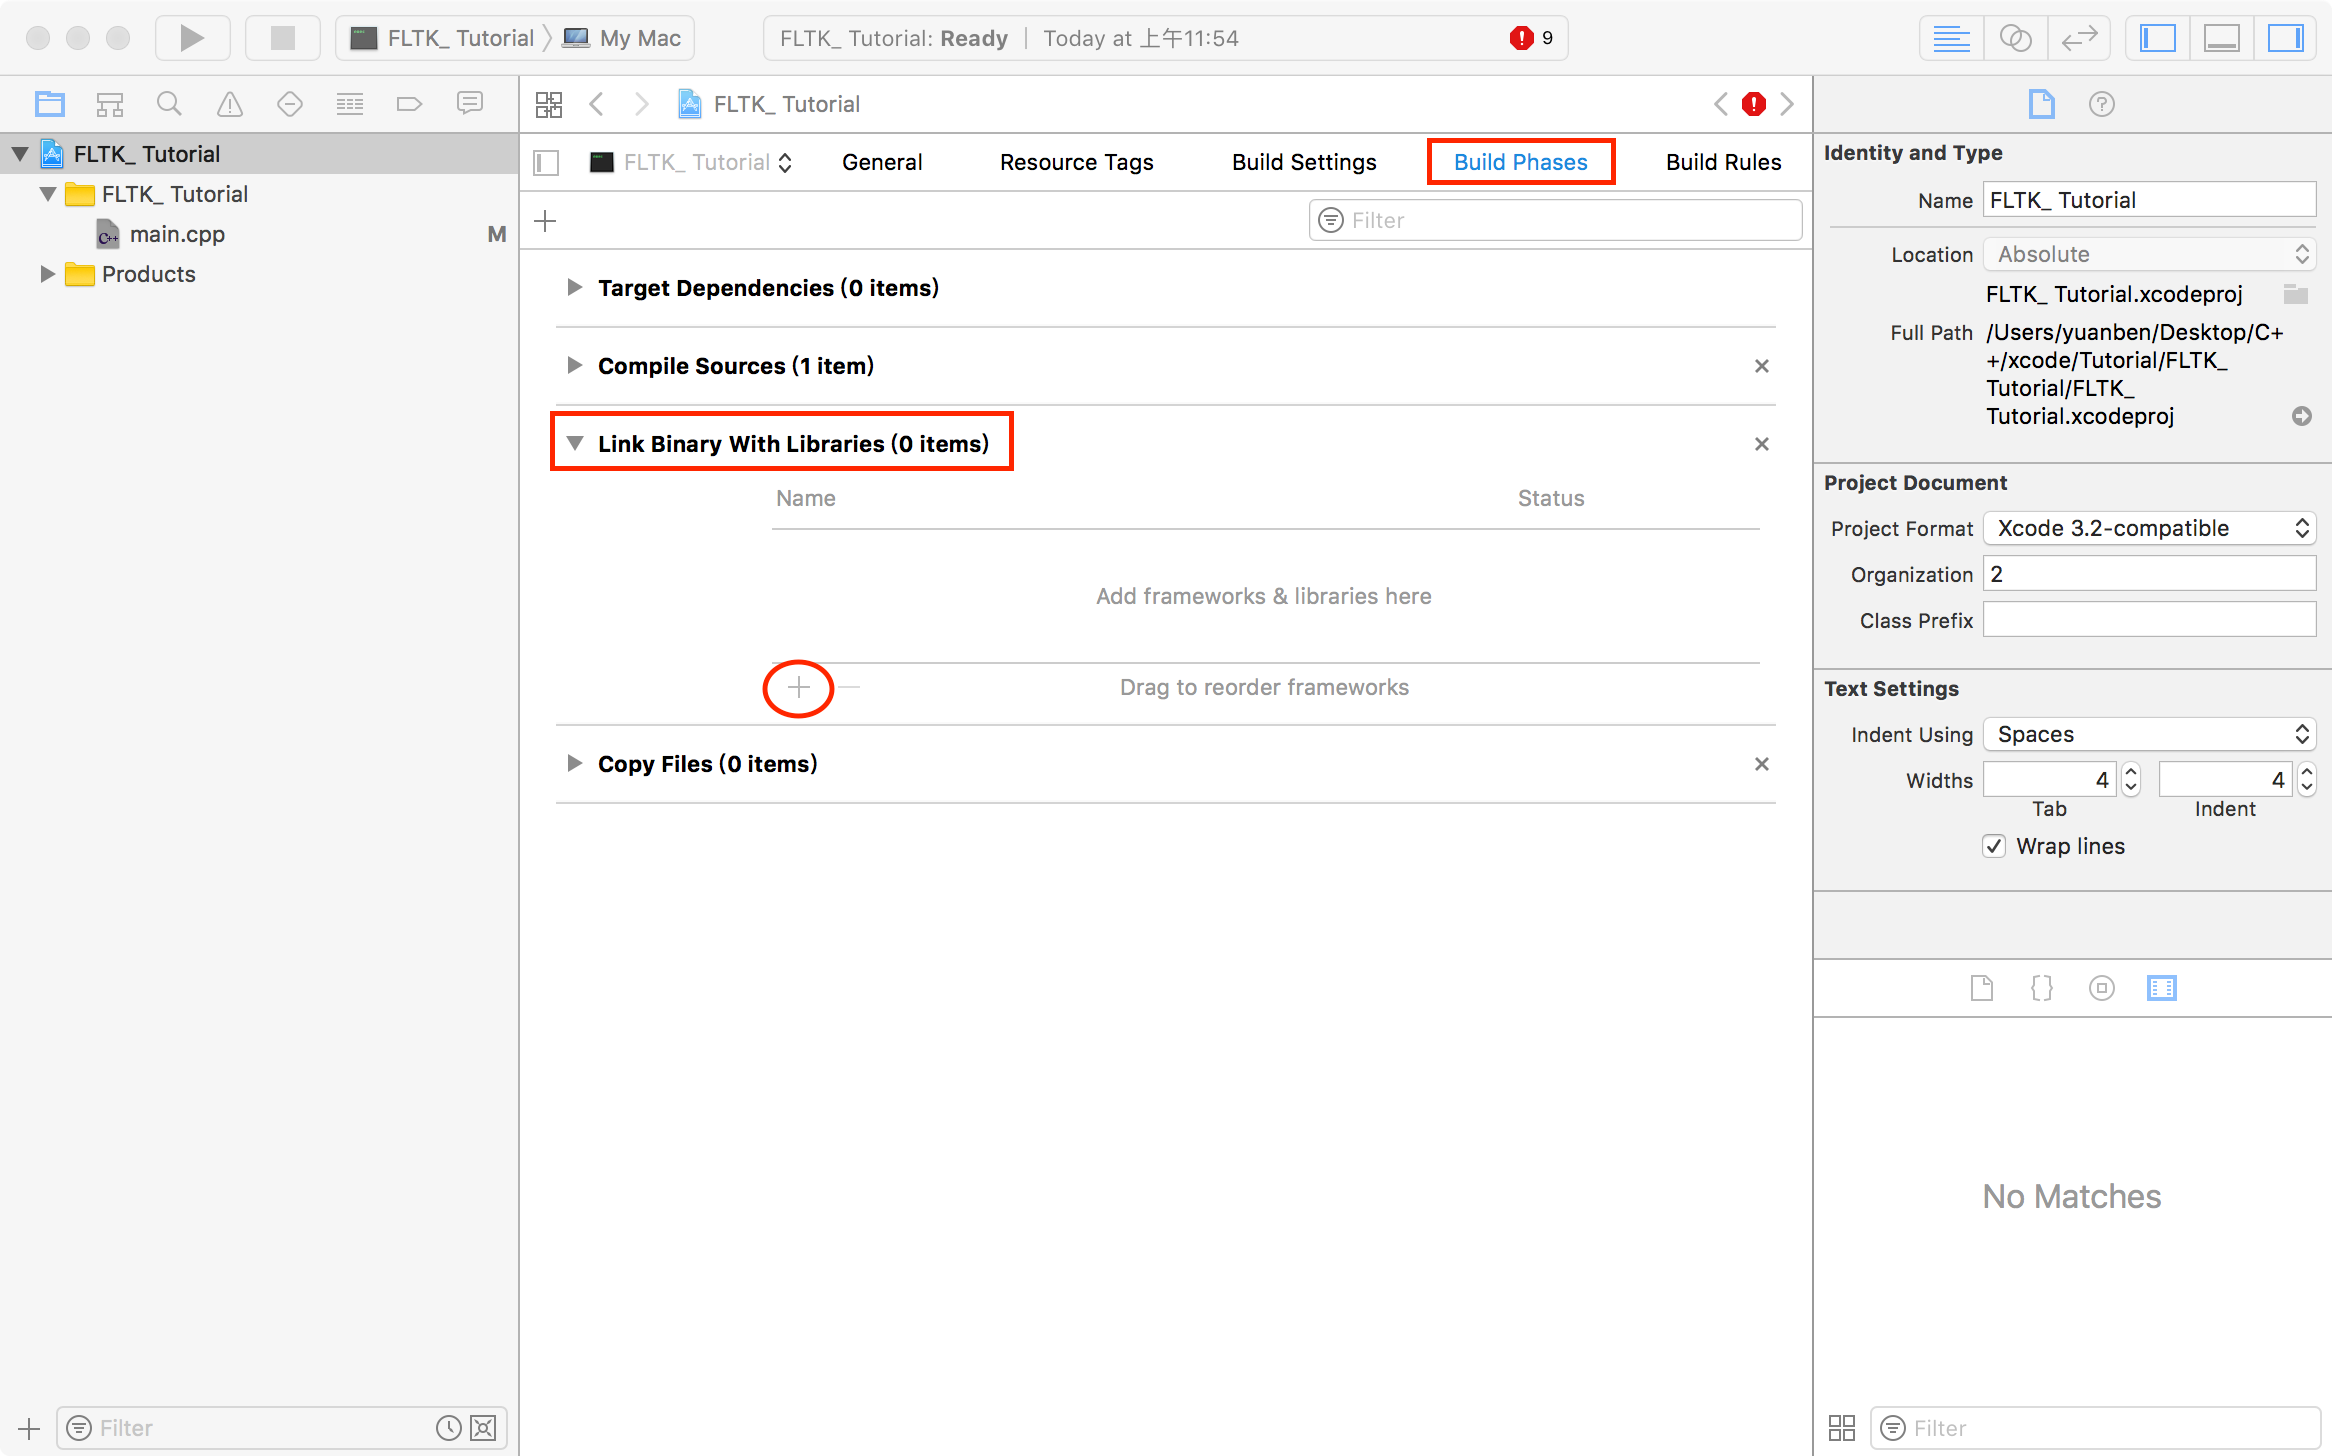 FLTK_ Tutorial
My Mac
FLTK_ Tutorial: Ready
Today at 上午11:54
9
FLTK_ Tutorial
FLTK_ Tutorial
FLTK_ Tutorial
main.cpp
M
Products
Filter
FLTK_ Tutorial
General
Resource Tags
Build Settings
Build Phases
Build Rules
Filter
Target Dependencies (0 items)
Compile Sources (1 item)
Link Binary With Libraries (0 items)
Name
Status
Add frameworks & libraries here
Drag to reorder frameworks
Copy Files (0 items)
Identity and Type
Name
FLTK_ Tutorial
Location
Absolute
FLTK_ Tutorial.xcodeproj
Full Path
/Users/yuanben/Desktop/C+
+/xcode/Tutorial/FLTK_
Tutorial/FLTK_
Tutorial.xcodeproj
Project Document
Project Format
Xcode 3.2-compatible
Organization
2
Class Prefix
Text Settings
Indent Using
Spaces
Widths
4
4
Tab
Indent
Wrap lines
No Matches
Filter